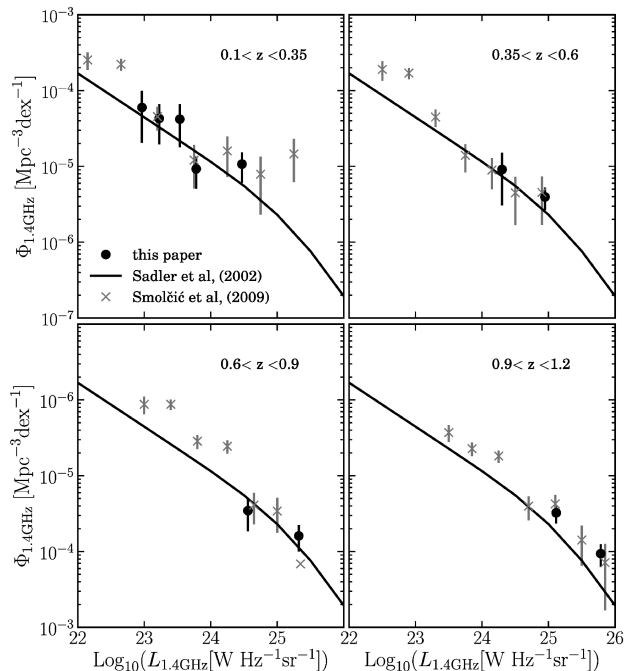 10⁻³
10⁻⁴
10⁻⁵
10⁻⁶
10⁻⁷
Φ1.4GHz [Mpc⁻³dex⁻¹]
0.1< z <0.35
this paper
Sadler et al, (2002)
Smolčić et al, (2009)
0.35< z <0.6
10⁻⁶
10⁻⁵
10⁻⁴
10⁻³
Φ1.4GHz [Mpc⁻³dex⁻¹]
0.6< z <0.9
0.9< z <1.2
22 23 24 25 22 23 24 25 26
Log₁₀(L1.4GHz[W Hz⁻¹sr⁻¹]) Log₁₀(L1.4GHz[W Hz⁻¹sr⁻¹])